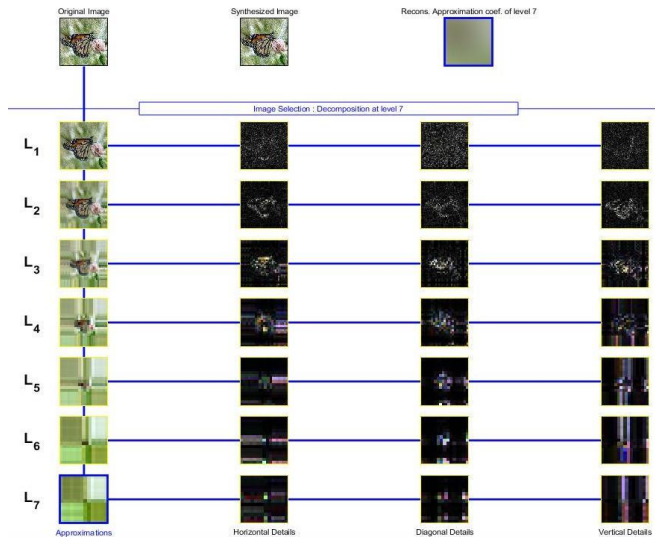 Original Image
Synthesized Image
Recons. Approximation coef. of level 7
Image Selection : Decomposition at level 7
L1
L2
L3
L4
L5
L6
L7
Approximations
Horizontal Details
Diagonal Details
Vertical Details